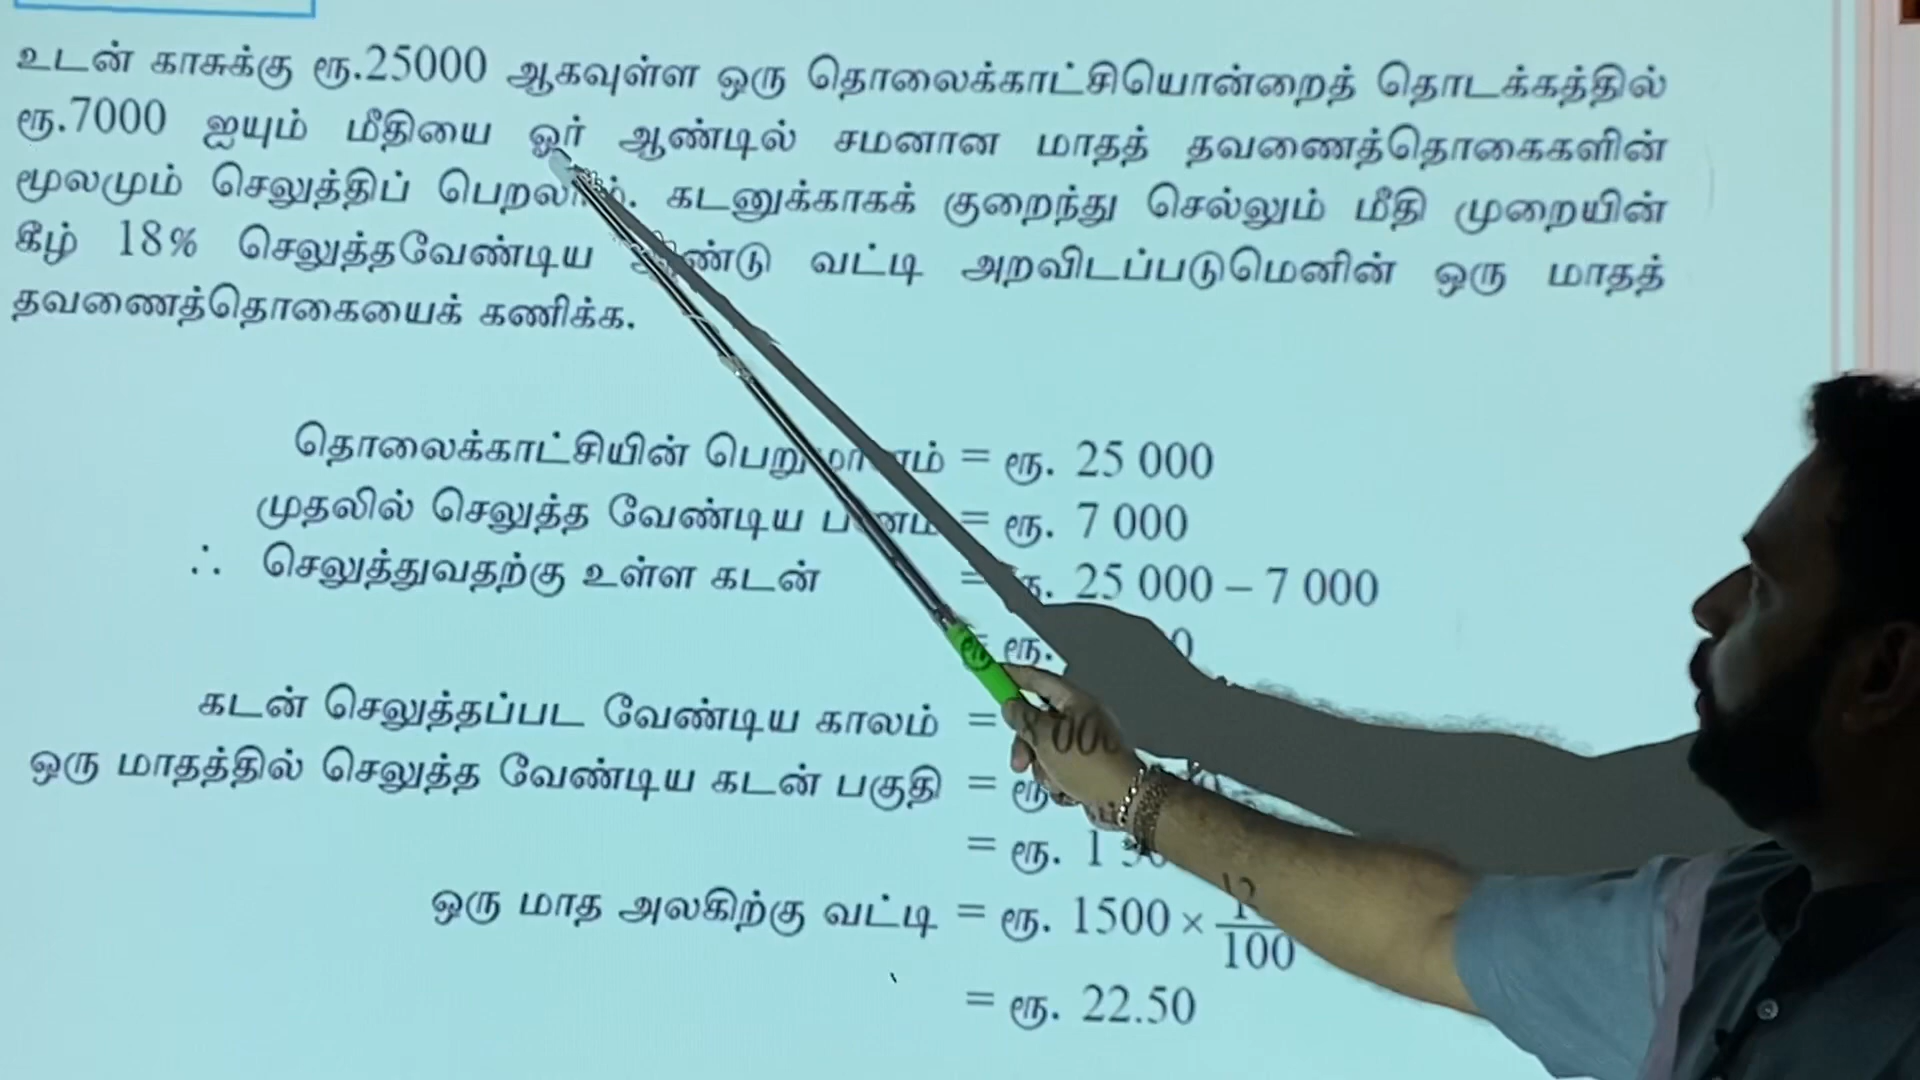 உடன் காசுக்கு ரூ.25000 ஆகவுள்ள ஒரு தொலைக்காட்சியொன்றைத் தொடக்கத்தில்
ரூ.7000 ஐயும் மீதியை ஓர் ஆண்டில் சமனான மாதத் தவணைத்தொகைகளின்
மூலமும் செலுத்திப் பெறலாம். கடனுக்காகக் குறைந்து செல்லும் மீதி முறையின்
கீழ் 18% செலுத்தவேண்டிய ஆண்டு வட்டி அறவிடப்படுமெனின் ஒரு மாதத்
தவணைத்தொகையைக் கணிக்க.
தொலைக்காட்சியின் பெறுமானம் = ரூ. 25 000
முதலில் செலுத்த வேண்டிய பணம் = ரூ. 7 000
∴ செலுத்துவதற்கு உள்ள கடன் = ரூ. 25 000 – 7 000
= ரூ.
கடன் செலுத்தப்பட வேண்டிய காலம் =
ஒரு மாதத்தில் செலுத்த வேண்டிய கடன் பகுதி = ரூ
= ரூ.
ஒரு மாத அலகிற்கு வட்டி = ரூ. 1500 × 100
= ரூ. 22.50